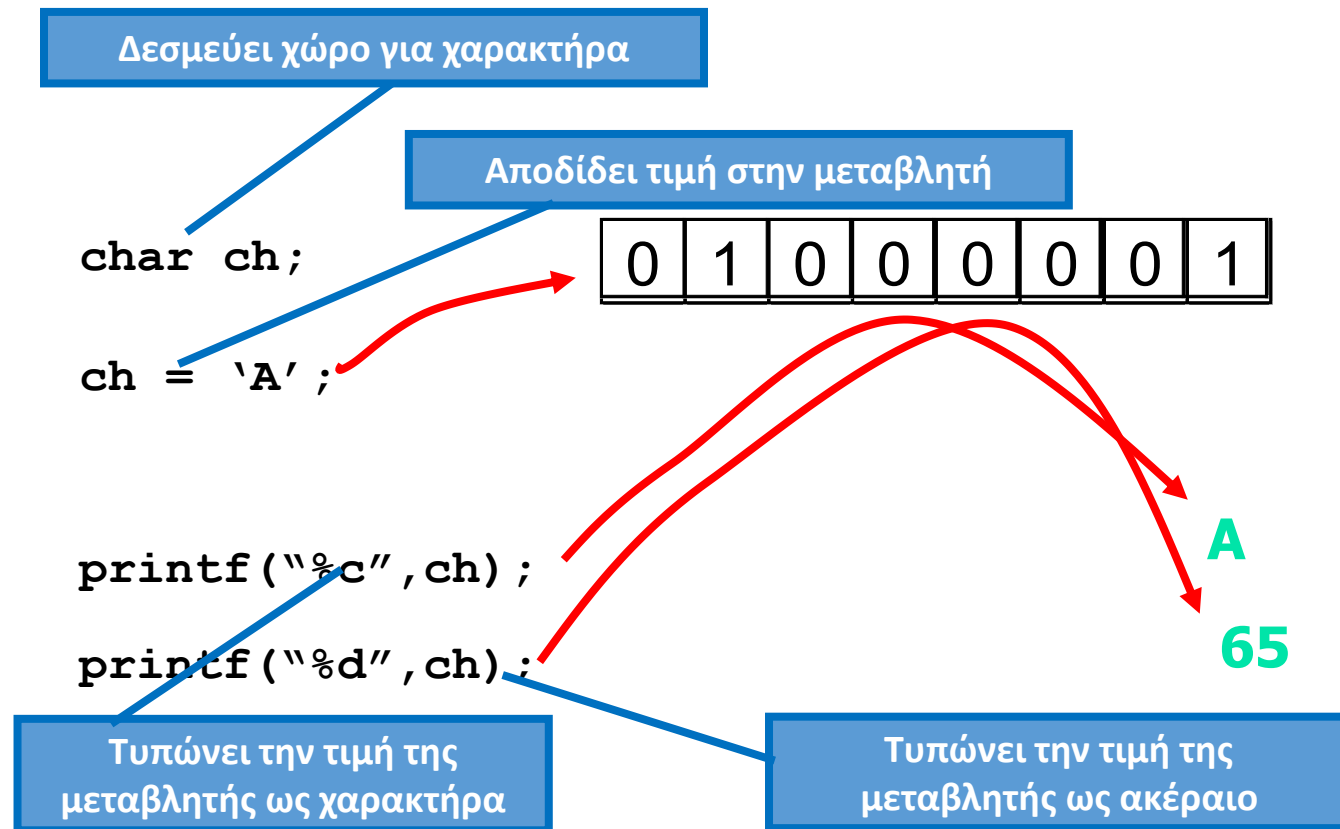 Δεσμεύει χώρο για χαρακτήρα
Αποδίδει τιμή στην μεταβλητή
char ch;
0 1 0 0 0 0 0 1
ch = ‘A’;
printf(“%c”,ch);
A
printf(“%d”,ch);
65
Τυπώνει την τιμή της
μεταβλητής ως χαρακτήρα
Τυπώνει την τιμή της
μεταβλητής ως ακέραιο